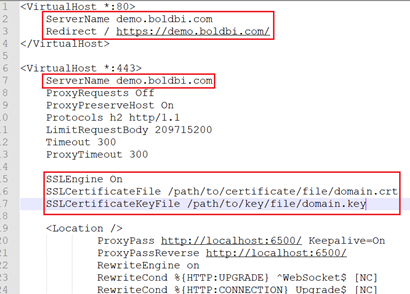 1 <VirtualHost *:80>
2 ServerName demo.boldbi.com
3 Redirect / https://demo.boldbi.com/
4 </VirtualHost>
5
6 <VirtualHost *:443>
7 ServerName demo.boldbi.com
8 ProxyRequests Off
9 ProxyPreserveHost On
10 Protocols h2 http/1.1
11 LimitRequestBody 209715200
12 Timeout 300
13 ProxyTimeout 300
14
15 SSLEngine On
16 SSLCertificateFile /path/to/certificate/file/domain.crt
17 SSLCertificateKeyFile /path/to/key/file/domain.key
18
19 <Location />
20 ProxyPass http://localhost:6500/ Keepalive=On
21 ProxyPassReverse http://localhost:6500/
22 RewriteEngine on
23 RewriteCond %{HTTP:UPGRADE} ^WebSocket$ [NC]
24 RewriteCond %{HTTP:CONNECTION} Upgrade$ [NC]